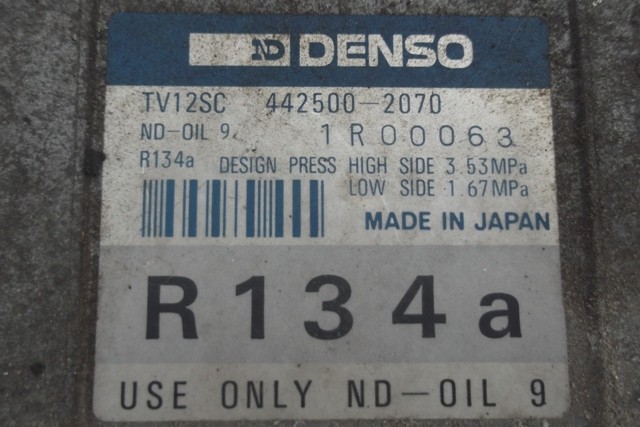 ND DENSO
TV12SC 442500-2070
ND-OIL 9. 1R00063
R134a DESIGN PRESS HIGH SIDE 3.53MPa
LOW SIDE 1.67MPa
MADE IN JAPAN
R134a
USE ONLY ND-OIL 9